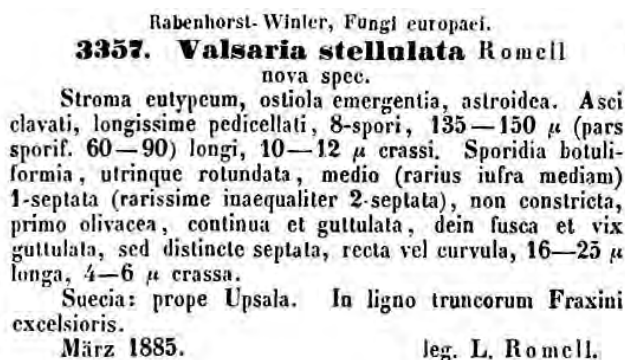 Rabenhorst-Winter, Fungi europaei.
3357. Valsaria stellulata Romell
nova spec.
Stroma eutypeum, ostiola emergentia, astroidea. Asci
clavati, longissime pedicellati, 8-spori, 135—150 µ (pars
sporif. 60—90) longi, 10—12 µ crassi. Sporidia botuli-
formia, utrinque rotundata, medio (rarius iufra mediam)
1-septata (rarissime inaequaliter 2-septata), non constricta,
primo olivacea, continua et guttulata, dein fusca et vix
guttulata, sed distincte septata, recta vel curvula, 16—25 µ
longa, 4—6 µ crassa.
Suecia: prope Upsala. In ligno truncorum Fraxini
excelsioris.
März 1885. leg. L. Romell.